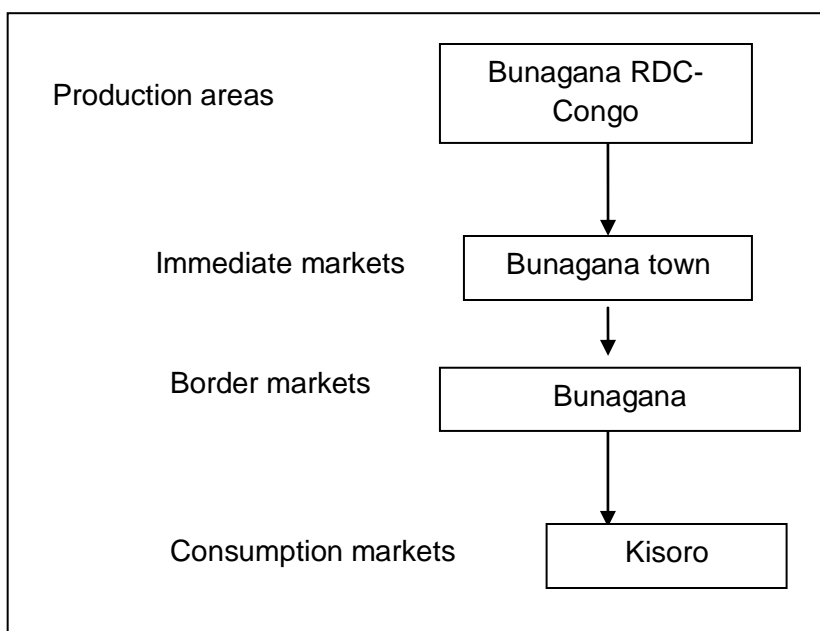 Production areas
Bunagana RDC-
Congo
Immediate markets
Bunagana town
Border markets
Bunagana
Consumption markets
Kisoro